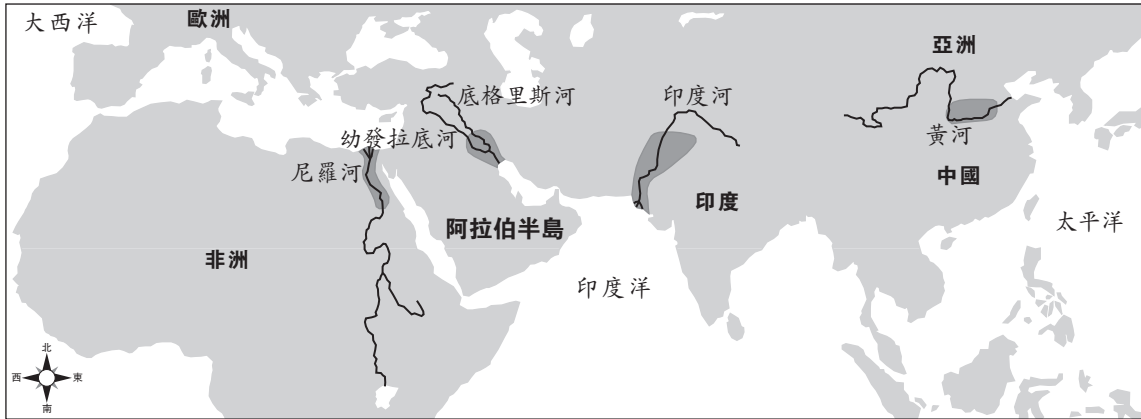 大西洋
歐洲
亞洲
底格里斯河
印度河
幼發拉底河
黃河
尼羅河
中國
印度
阿拉伯半島
太平洋
非洲
印度洋
北
西
東
南